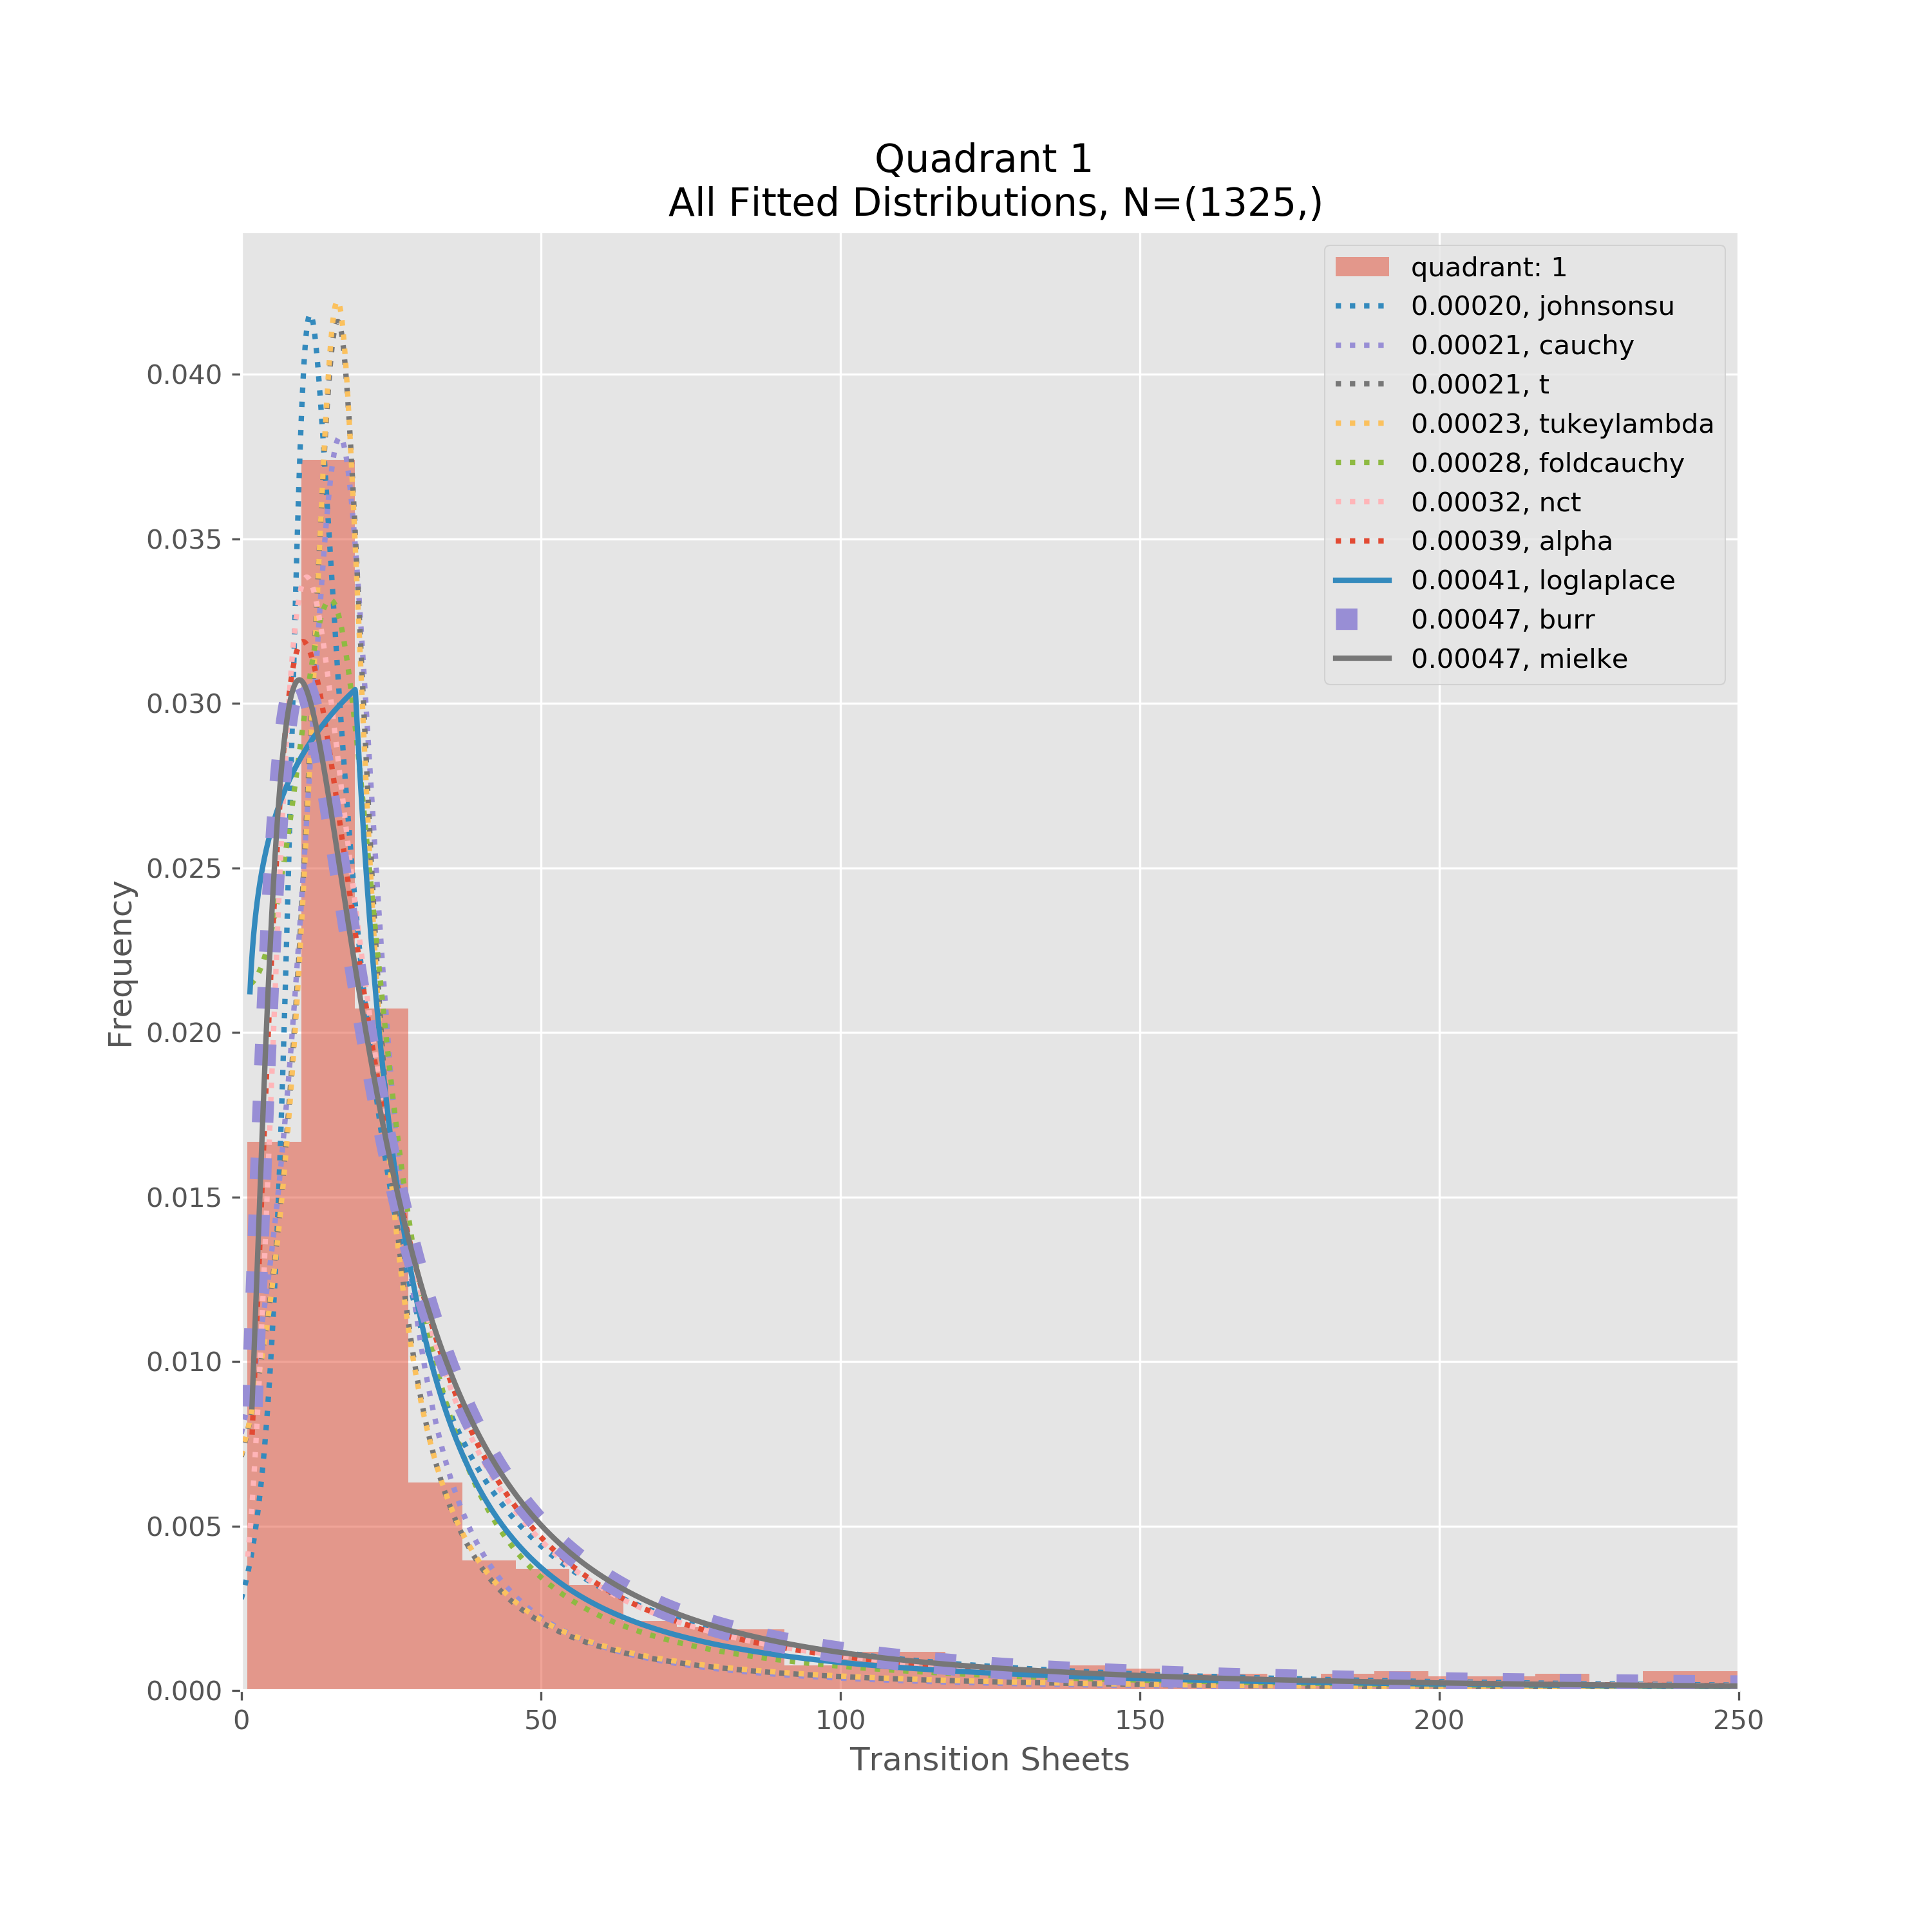 Quadrant 1
All Fitted Distributions, N=(1325,)
quadrant: 1
0.00020, johnsonsu
0.00021, cauchy
0.00021, t
0.00023, tukeylambda
0.00028, foldcauchy
0.00032, nct
0.00039, alpha
0.00041, loglaplace
0.00047, burr
0.00047, mielke
Frequency
0.040
0.035
0.030
0.025
0.020
0.015
0.010
0.005
0.000
0 50 100 150 200 250
Transition Sheets